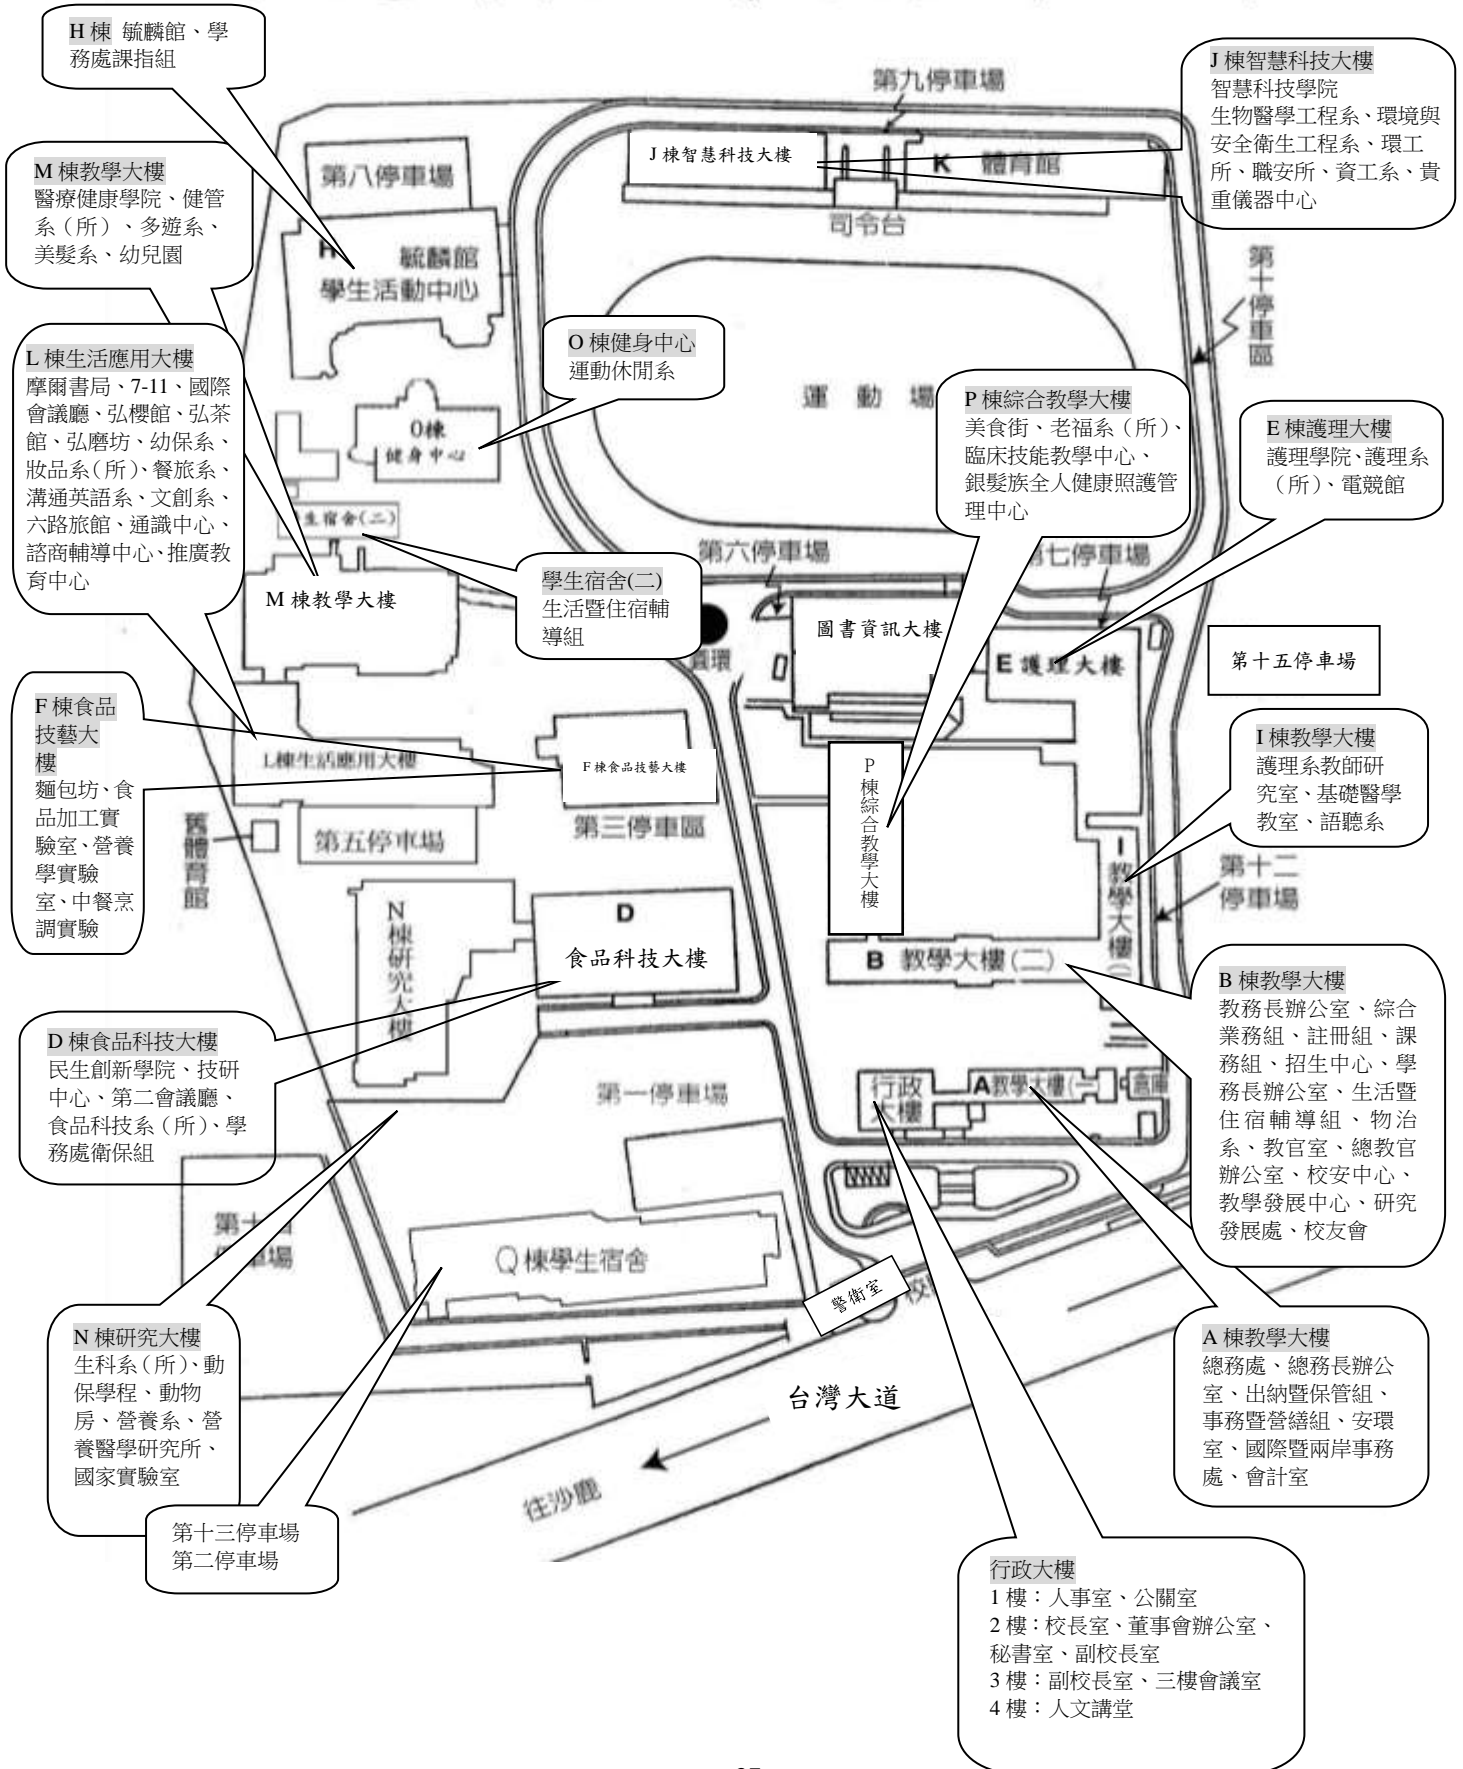 H 棟 毓麟館、學
務處課指組
J 棟智慧科技大樓
智慧科技學院
生物醫學工程系、環境與
安全衛生工程系、環工
所、職安所、資工系、貴
重儀器中心
第九停車場
J 棟智慧科技大樓
K 體育館
司令台
第八停車場
M 棟教學大樓
醫療健康學院、健管
系（所）、多遊系、
美髮系、幼兒園
H 毓麟館
學生活動中心
第十停車區
L 棟生活應用大樓
摩爾書局、7-11、國際
會議廳、弘櫻館、弘茶
館、弘磨坊、幼保系、
妝品系（所）、餐旅系、
溝通英語系、文創系、
六路旅館、通識中心、
諮商輔導中心、推廣教
育中心
O 棟健身中心
運動休閒系
O棟
健身中心
運動場
P 棟綜合教學大樓
美食街、老福系（所）、
臨床技能教學中心、
銀髮族全人健康照護管
理中心
E 棟護理大樓
護理學院、護理系
（所）、電競館
生宿舍(二)
第六停車場
七停車場
學生宿舍(二)
生活暨住宿輔
導組
M 棟教學大樓
圓環
圖書資訊大樓
E 護理大樓
第十五停車場
F 棟食品
技藝大
樓
麵包坊、食
品加工實
驗室、營養
學實驗
室、中餐烹
調實驗
L棟生活應用大樓
F 棟食品技藝大樓
P棟綜合教學大樓
I 棟教學大樓
護理系教師研
究室、基礎醫學
教室、語聽系
舊體育館
第五停車場
第三停車區
I 教學大樓(
第十二
停車場
N棟研究大樓
D
食品科技大樓
B 教學大樓(二)
B 棟教學大樓
教務長辦公室、綜合
業務組、註冊組、課
務組、招生中心、學
務長辦公室、生活暨
住宿輔導組、物治
系、教官室、總教官
辦公室、校安中心、
教學發展中心、研究
發展處、校友會
D 棟食品科技大樓
民生創新學院、技研
中心、第二會議廳、
食品科技系（所）、學
務處衛保組
第一停車場
行政
大樓
A教學大樓(一
倉庫
第十四
停車場
Q棟學生宿舍
警衛室
校
N 棟研究大樓
生科系（所）、動
保學程、動物
房、營養系、營
養醫學研究所、
國家實驗室
A 棟教學大樓
總務處、總務長辦公
室、出納暨保管組、
事務暨營繕組、安環
室、國際暨兩岸事務
處、會計室
台灣大道
往沙鹿
第十三停車場
第二停車場
行政大樓
1 樓：人事室、公關室
2 樓：校長室、董事會辦公室、
秘書室、副校長室
3 樓：副校長室、三樓會議室
4 樓：人文講堂